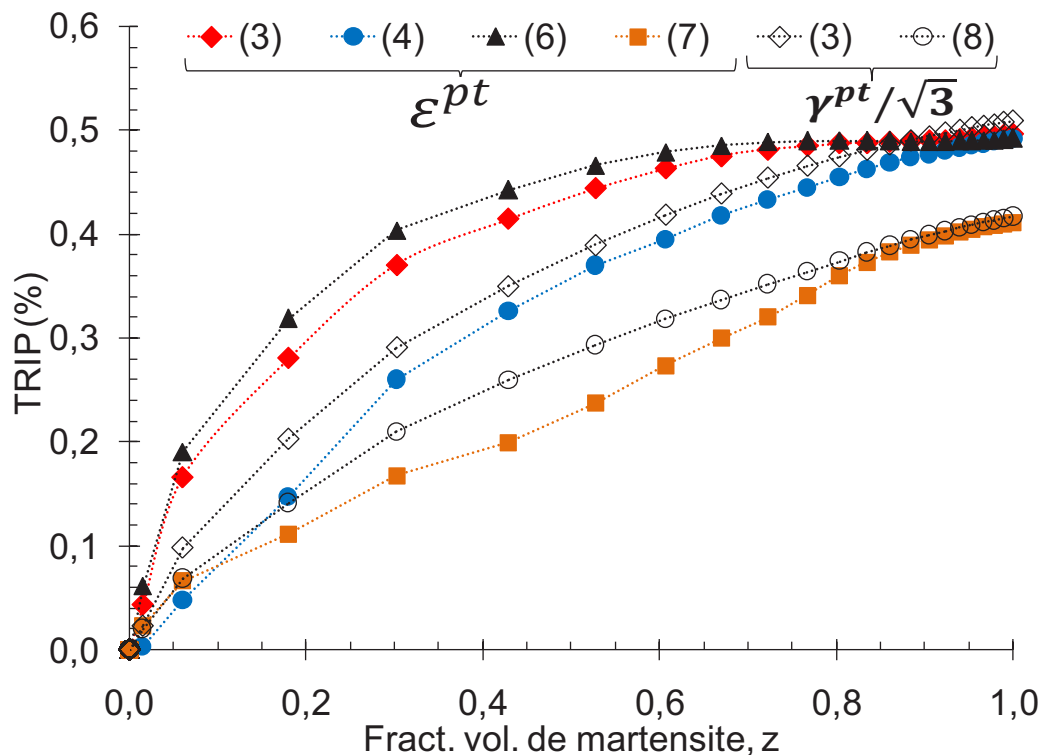 0,6
(3) (4) (6) (7) (3) (8)
ε^{pt} γ^{pt}/√3
0,5
0,4
0,3
0,2
0,1
0,0
TRIP (%)
0,0 0,2 0,4 0,6 0,8 1,0
Fract. vol. de martensite, z